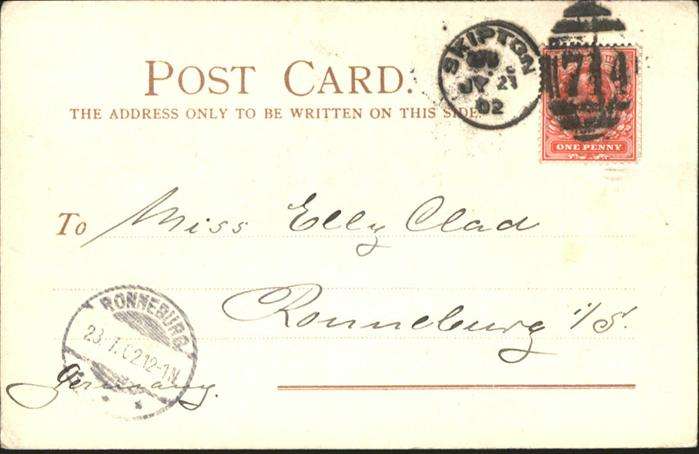 POST CARD.
THE ADDRESS ONLY TO BE WRITTEN ON THIS SIDE.
SKIPTON
JY 21
02
714
ONE PENNY
To Miss Elly Clad
Ronneburg i/S.
RONNEBURG
23.7.02 12-1N
Germany.